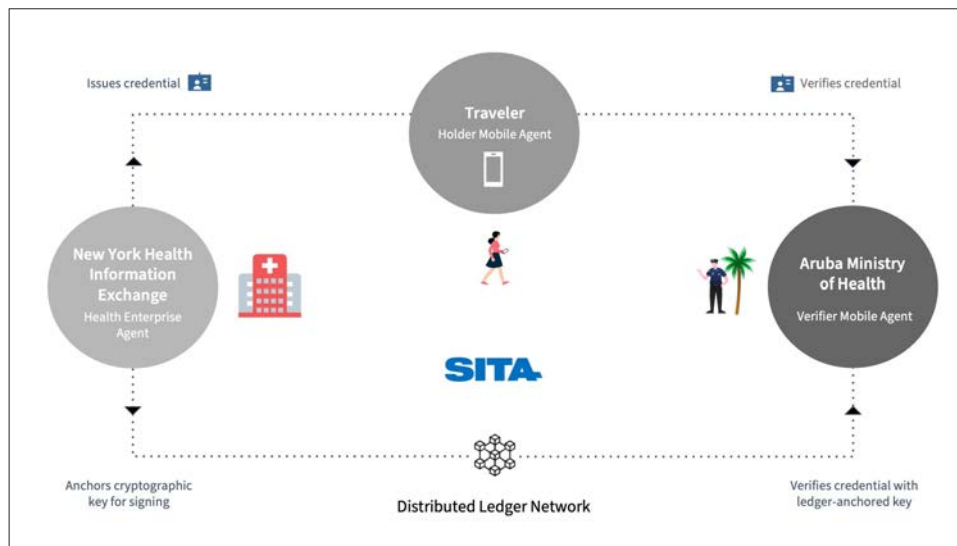 Issues credential
Verifies credential
Traveler
Holder Mobile Agent
New York Health
Information
Exchange
Health Enterprise
Agent
Aruba Ministry
of Health
Verifier Mobile Agent
SITA
Anchors cryptographic
key for signing
Distributed Ledger Network
Verifies credential with
ledger-anchored key